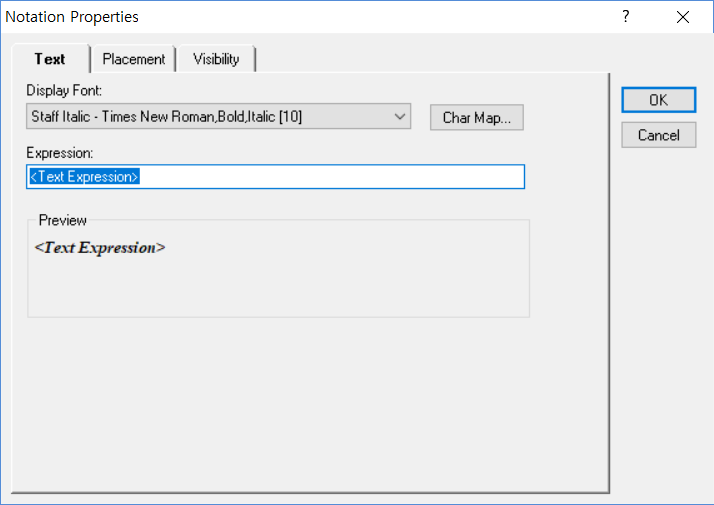 Notation Properties ?
Text Placement Visibility
Display Font:
Staff Italic - Times New Roman,Bold,Italic [10] Char Map...
OK
Cancel
Expression:
<Text Expression>
Preview
<Text Expression>